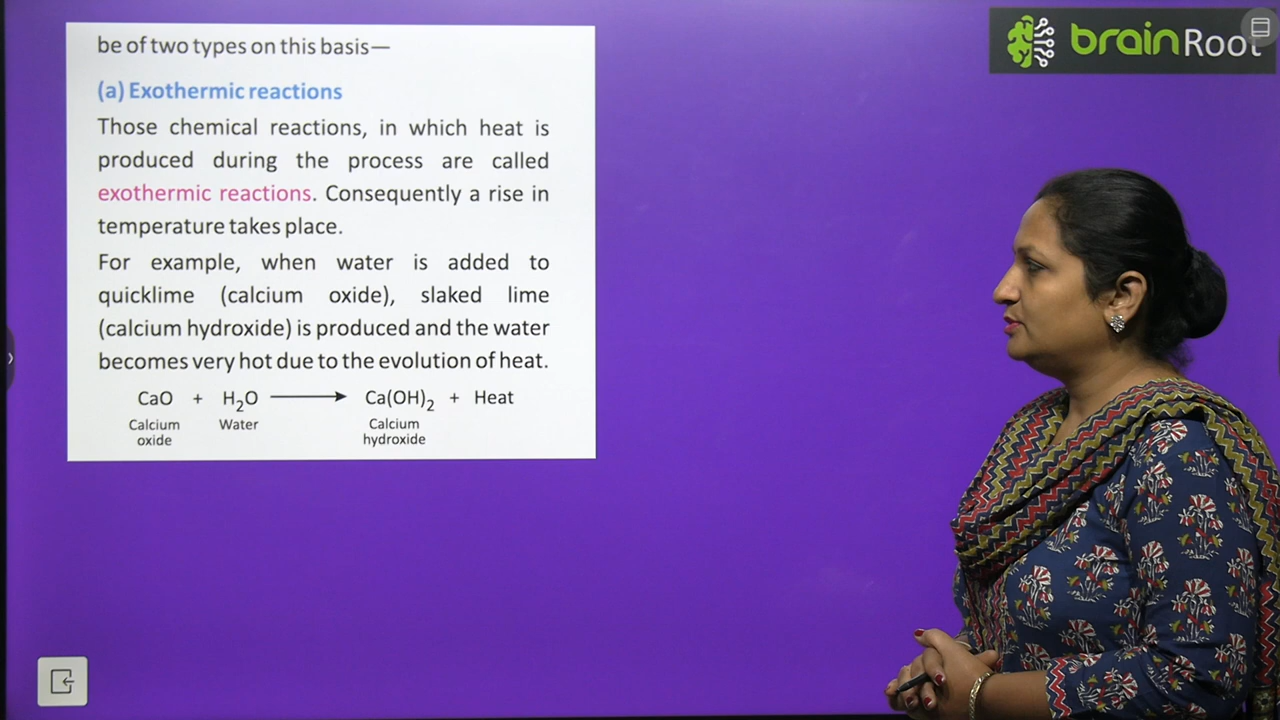 be of two types on this basis—
(a) Exothermic reactions
Those chemical reactions, in which heat is
produced during the process are called
exothermic reactions. Consequently a rise in
temperature takes place.
For example, when water is added to
quicklime (calcium oxide), slaked lime
(calcium hydroxide) is produced and the water
becomes very hot due to the evolution of heat.
CaO + H₂O ⟶ Ca(OH)₂ + Heat
Calcium oxide Water Calcium hydroxide
brainRoot